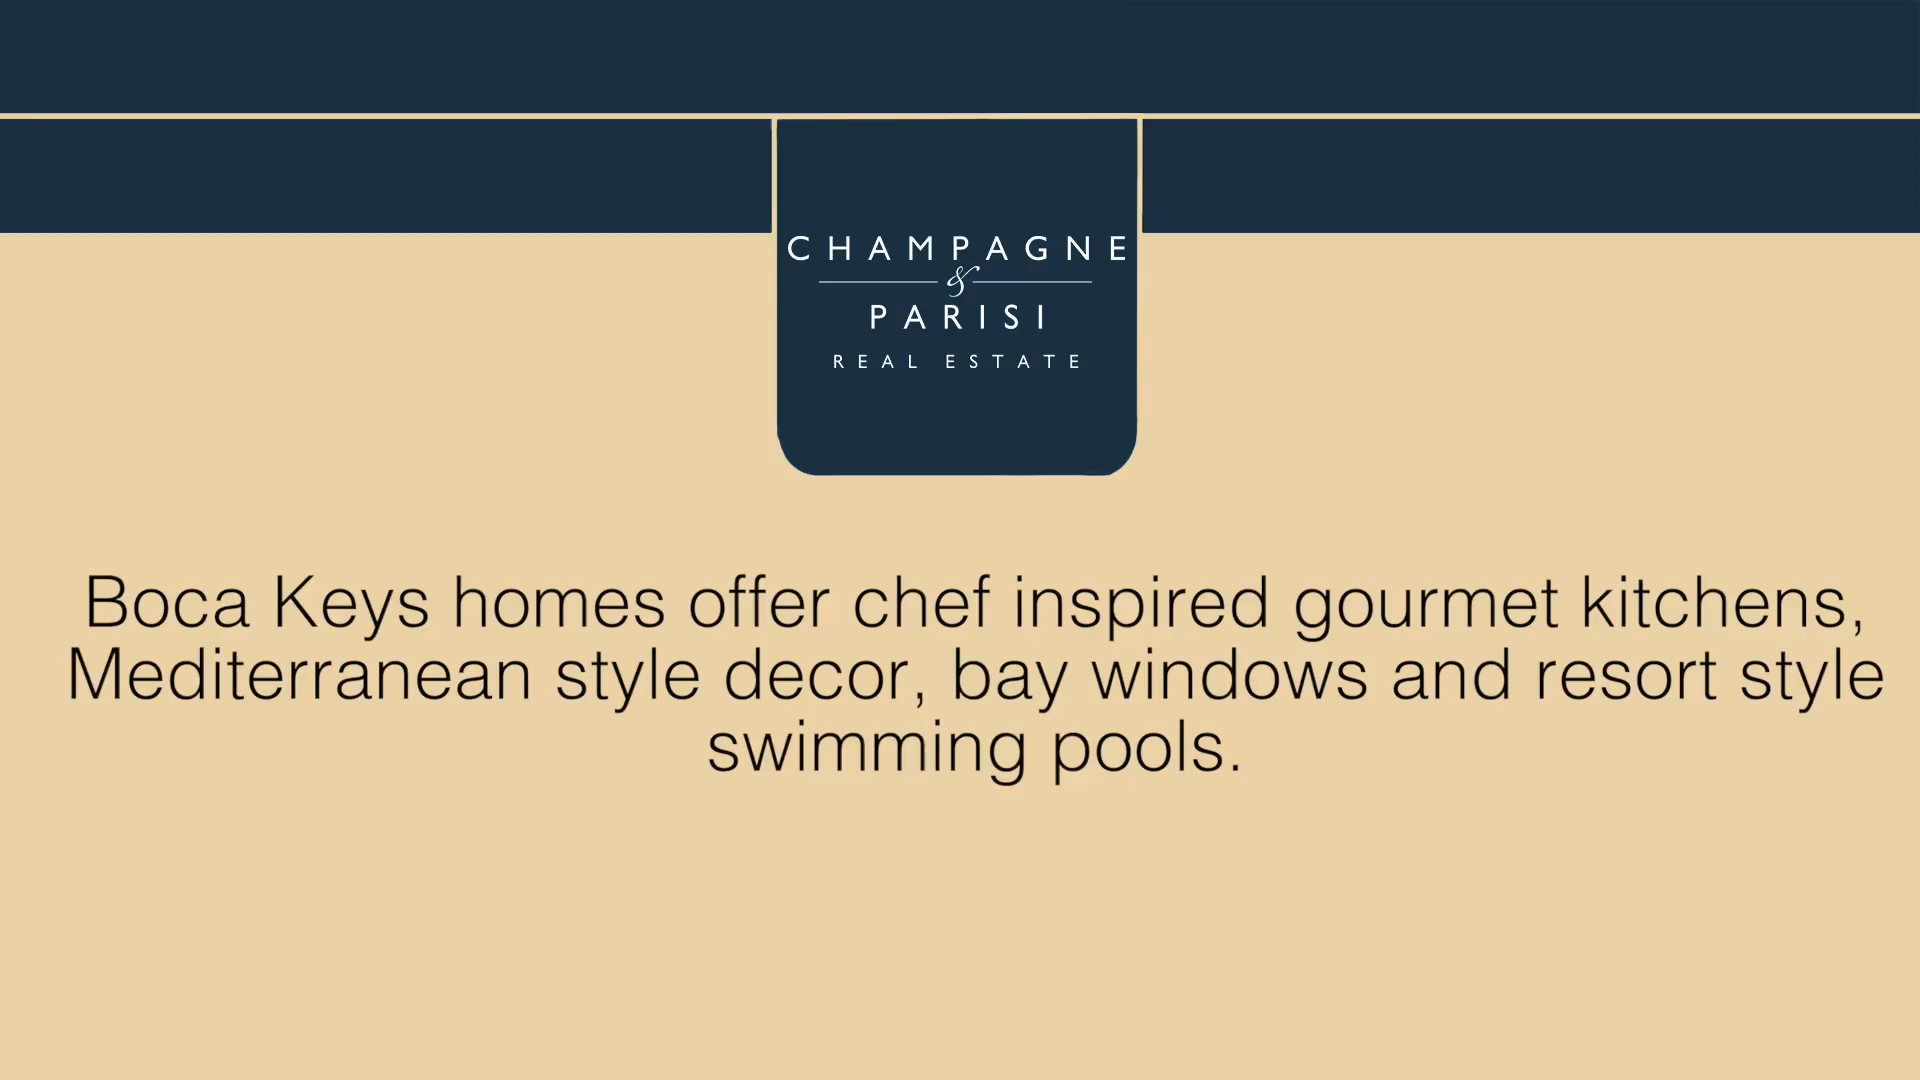 CHAMPAGNE
&
PARISI
REAL ESTATE
Boca Keys homes offer chef inspired gourmet kitchens,
Mediterranean style decor, bay windows and resort style
swimming pools.